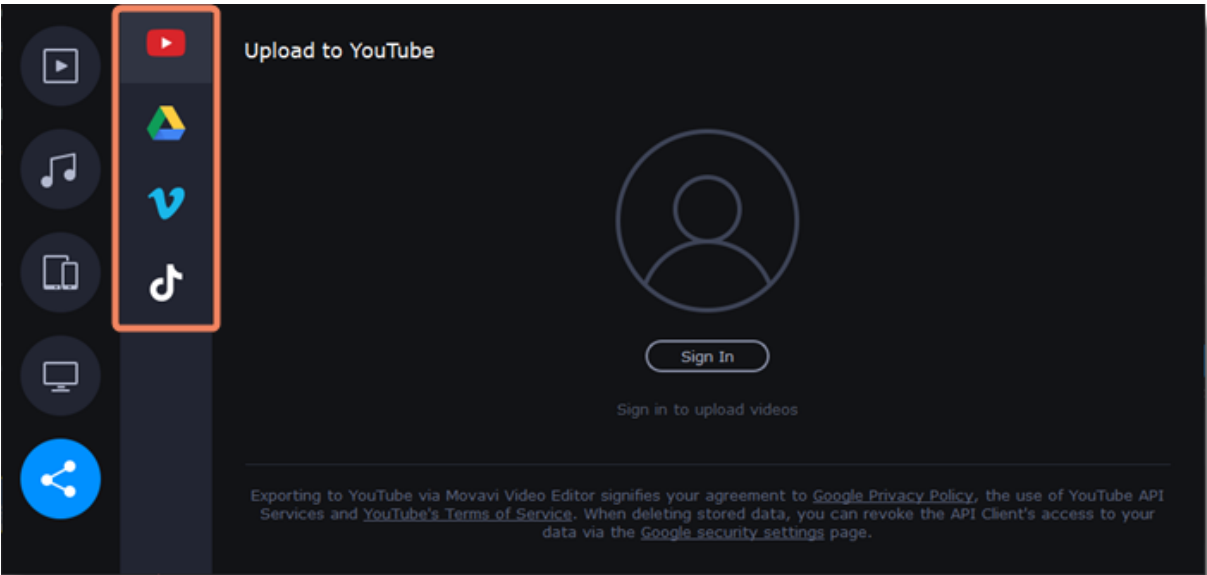 Upload to YouTube
Sign In
Sign in to upload videos
Exporting to YouTube via Movavi Video Editor signifies your agreement to Google Privacy Policy, the use of YouTube API
Services and YouTube's Terms of Service. When deleting stored data, you can revoke the API Client's access to your
data via the Google security settings page.